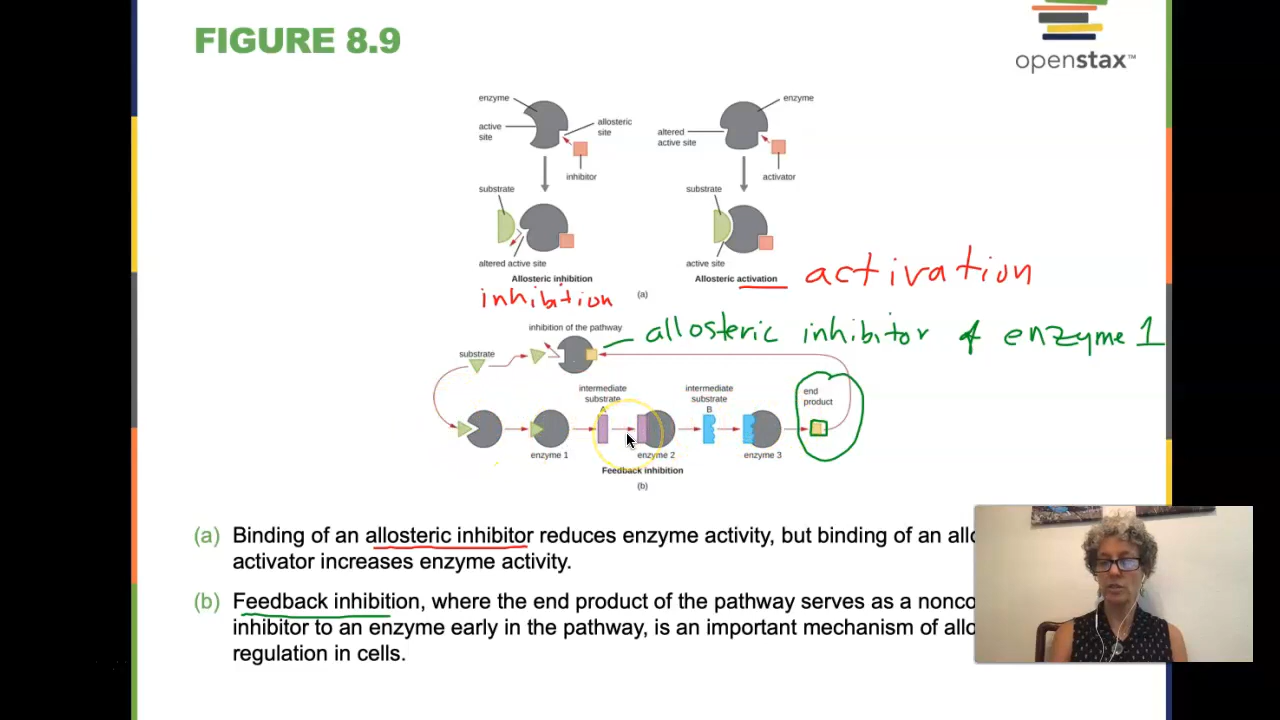 FIGURE 8.9
openstax™
enzyme
active
site
allosteric
site
inhibitor
substrate
altered active site
Allosteric inhibition
inhibition
enzyme
altered
active site
activator
substrate
active site
Allosteric activation
activation
(a)
inhibition of the pathway
allosteric inhibitor of enzyme 1
substrate
intermediate
substrate
A
intermediate
substrate
B
end
product
enzyme 1
enzyme 2
enzyme 3
Feedback inhibition
(b)
(a) Binding of an allosteric inhibitor reduces enzyme activity, but binding of an allo
activator increases enzyme activity.
(b) Feedback inhibition, where the end product of the pathway serves as a nonco
inhibitor to an enzyme early in the pathway, is an important mechanism of allo
regulation in cells.